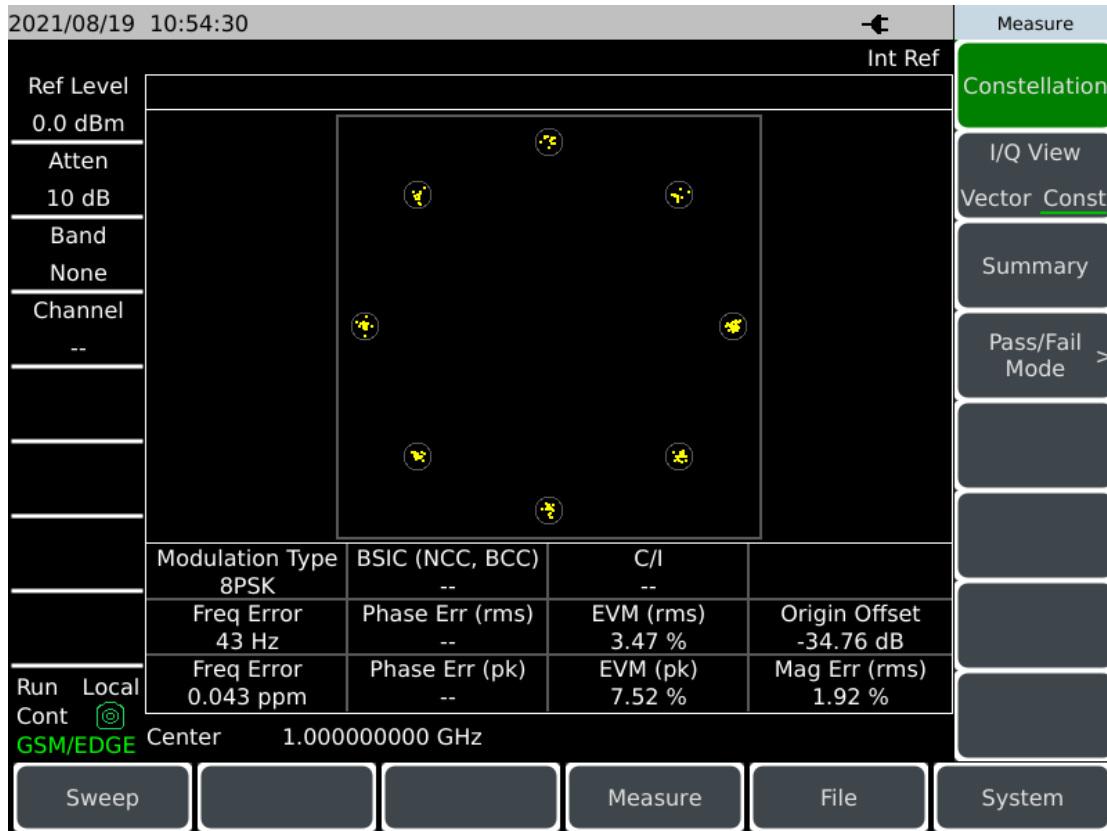 2021/08/19 10:54:30
Measure
Int Ref
Ref Level
0.0 dBm
Atten
10 dB
Band
None
Channel
--
Constellation
I/Q View
Vector Const
Summary
Pass/Fail
Mode >
Modulation Type BSIC (NCC, BCC) C/I
8PSK -- --
Freq Error Phase Err (rms) EVM (rms) Origin Offset
43 Hz -- 3.47 % -34.76 dB
Freq Error Phase Err (pk) EVM (pk) Mag Err (rms)
0.043 ppm -- 7.52 % 1.92 %
Run Local
Cont
GSM/EDGE
Center 1.000000000 GHz
Sweep Measure File System